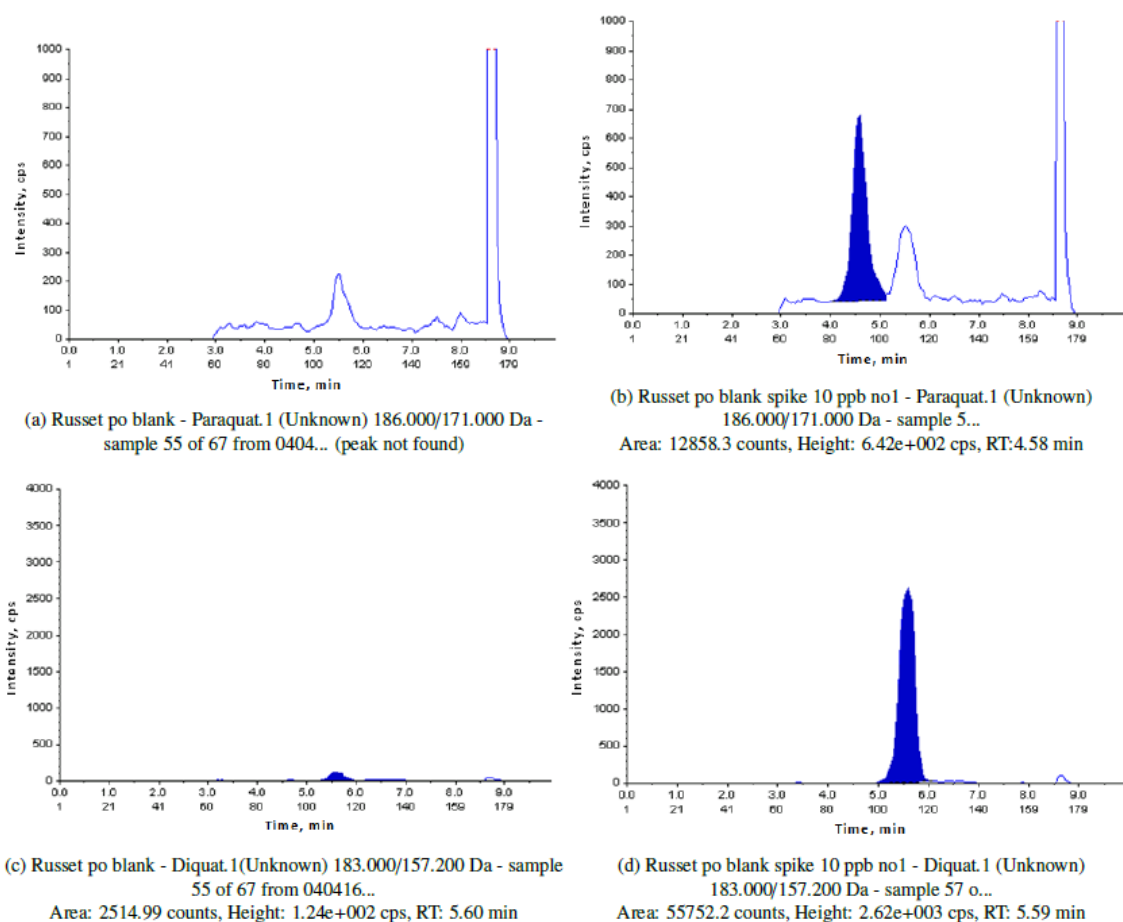 1000
900
800
700
600
500
400
300
200
100
0
Intensity, cps
0.0 1.0 2.0 3.0 4.0 5.0 6.0 7.0 8.0 9.0
1 21 41 60 80 100 120 140 159 179
Time, min
(a) Russet po blank - Paraquat.1 (Unknown) 186.000/171.000 Da -
sample 55 of 67 from 0404... (peak not found)
1000
900
800
700
600
500
400
300
200
100
0
Intensity, cps
0.0 1.0 2.0 3.0 4.0 5.0 6.0 7.0 8.0 9.0
1 21 41 60 80 100 120 140 159 179
Time, min
(b) Russet po blank spike 10 ppb no1 - Paraquat.1 (Unknown)
186.000/171.000 Da - sample 5...
Area: 12858.3 counts, Height: 6.42e+002 cps, RT:4.58 min
4000
3500
3000
2500
2000
1500
1000
500
0
Intensity, cps
0.0 1.0 2.0 3.0 4.0 5.0 6.0 7.0 8.0 9.0
1 21 41 60 80 100 120 140 159 179
Time, min
(c) Russet po blank - Diquat.1(Unknown) 183.000/157.200 Da - sample
55 of 67 from 040416...
Area: 2514.99 counts, Height: 1.24e+002 cps, RT: 5.60 min
4000
3500
3000
2500
2000
1500
1000
500
0
Intensity, cps
0.0 1.0 2.0 3.0 4.0 5.0 6.0 7.0 8.0 9.0
1 21 41 60 80 100 120 140 159 179
Time, min
(d) Russet po blank spike 10 ppb no1 - Diquat.1 (Unknown)
183.000/157.200 Da - sample 57 o...
Area: 55752.2 counts, Height: 2.62e+003 cps, RT: 5.59 min